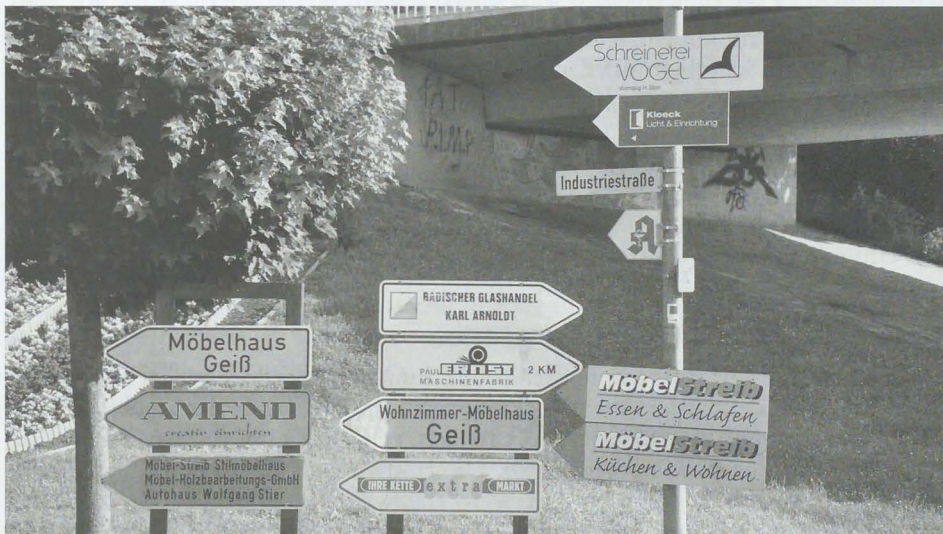 Schreinerei
VOGEL
Kloeck
Licht & Einrichtung
Industriestraße
A
BADISCHER GLASHANDEL
KARL ARNOLDT
PAUL ERNST 2 KM
MASCHINENFABRIK
Wohnzimmer-Möbelhaus
Geiß
IHRE KETTE extra MARKT
Möbelhaus
Geiß
AMEND
creativ einrichten
Möbel-Streib Stilmöbelhaus
Möbel-Holzbearbeitungs-GmbH
Autohaus Wolfgang Stier
MöbelStreib
Essen & Schlafen
MöbelStreib
Küchen & Wohnen